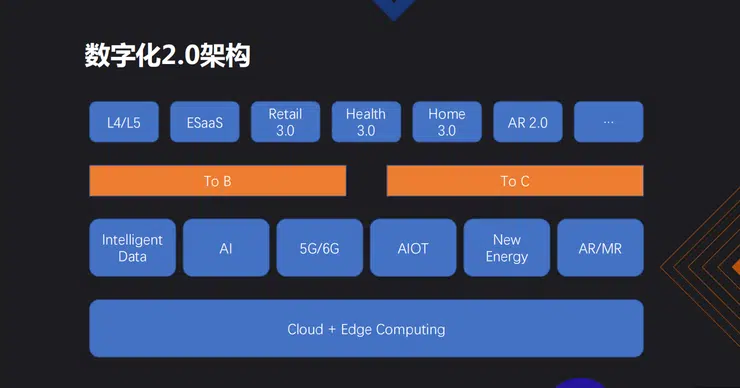 数字化2.0架构
L4/L5
ESaaS
Retail
3.0
Health
3.0
Home
3.0
AR 2.0
...
To B
To C
Intelligent
Data
AI
5G/6G
AIOT
New
Energy
AR/MR
Cloud + Edge Computing